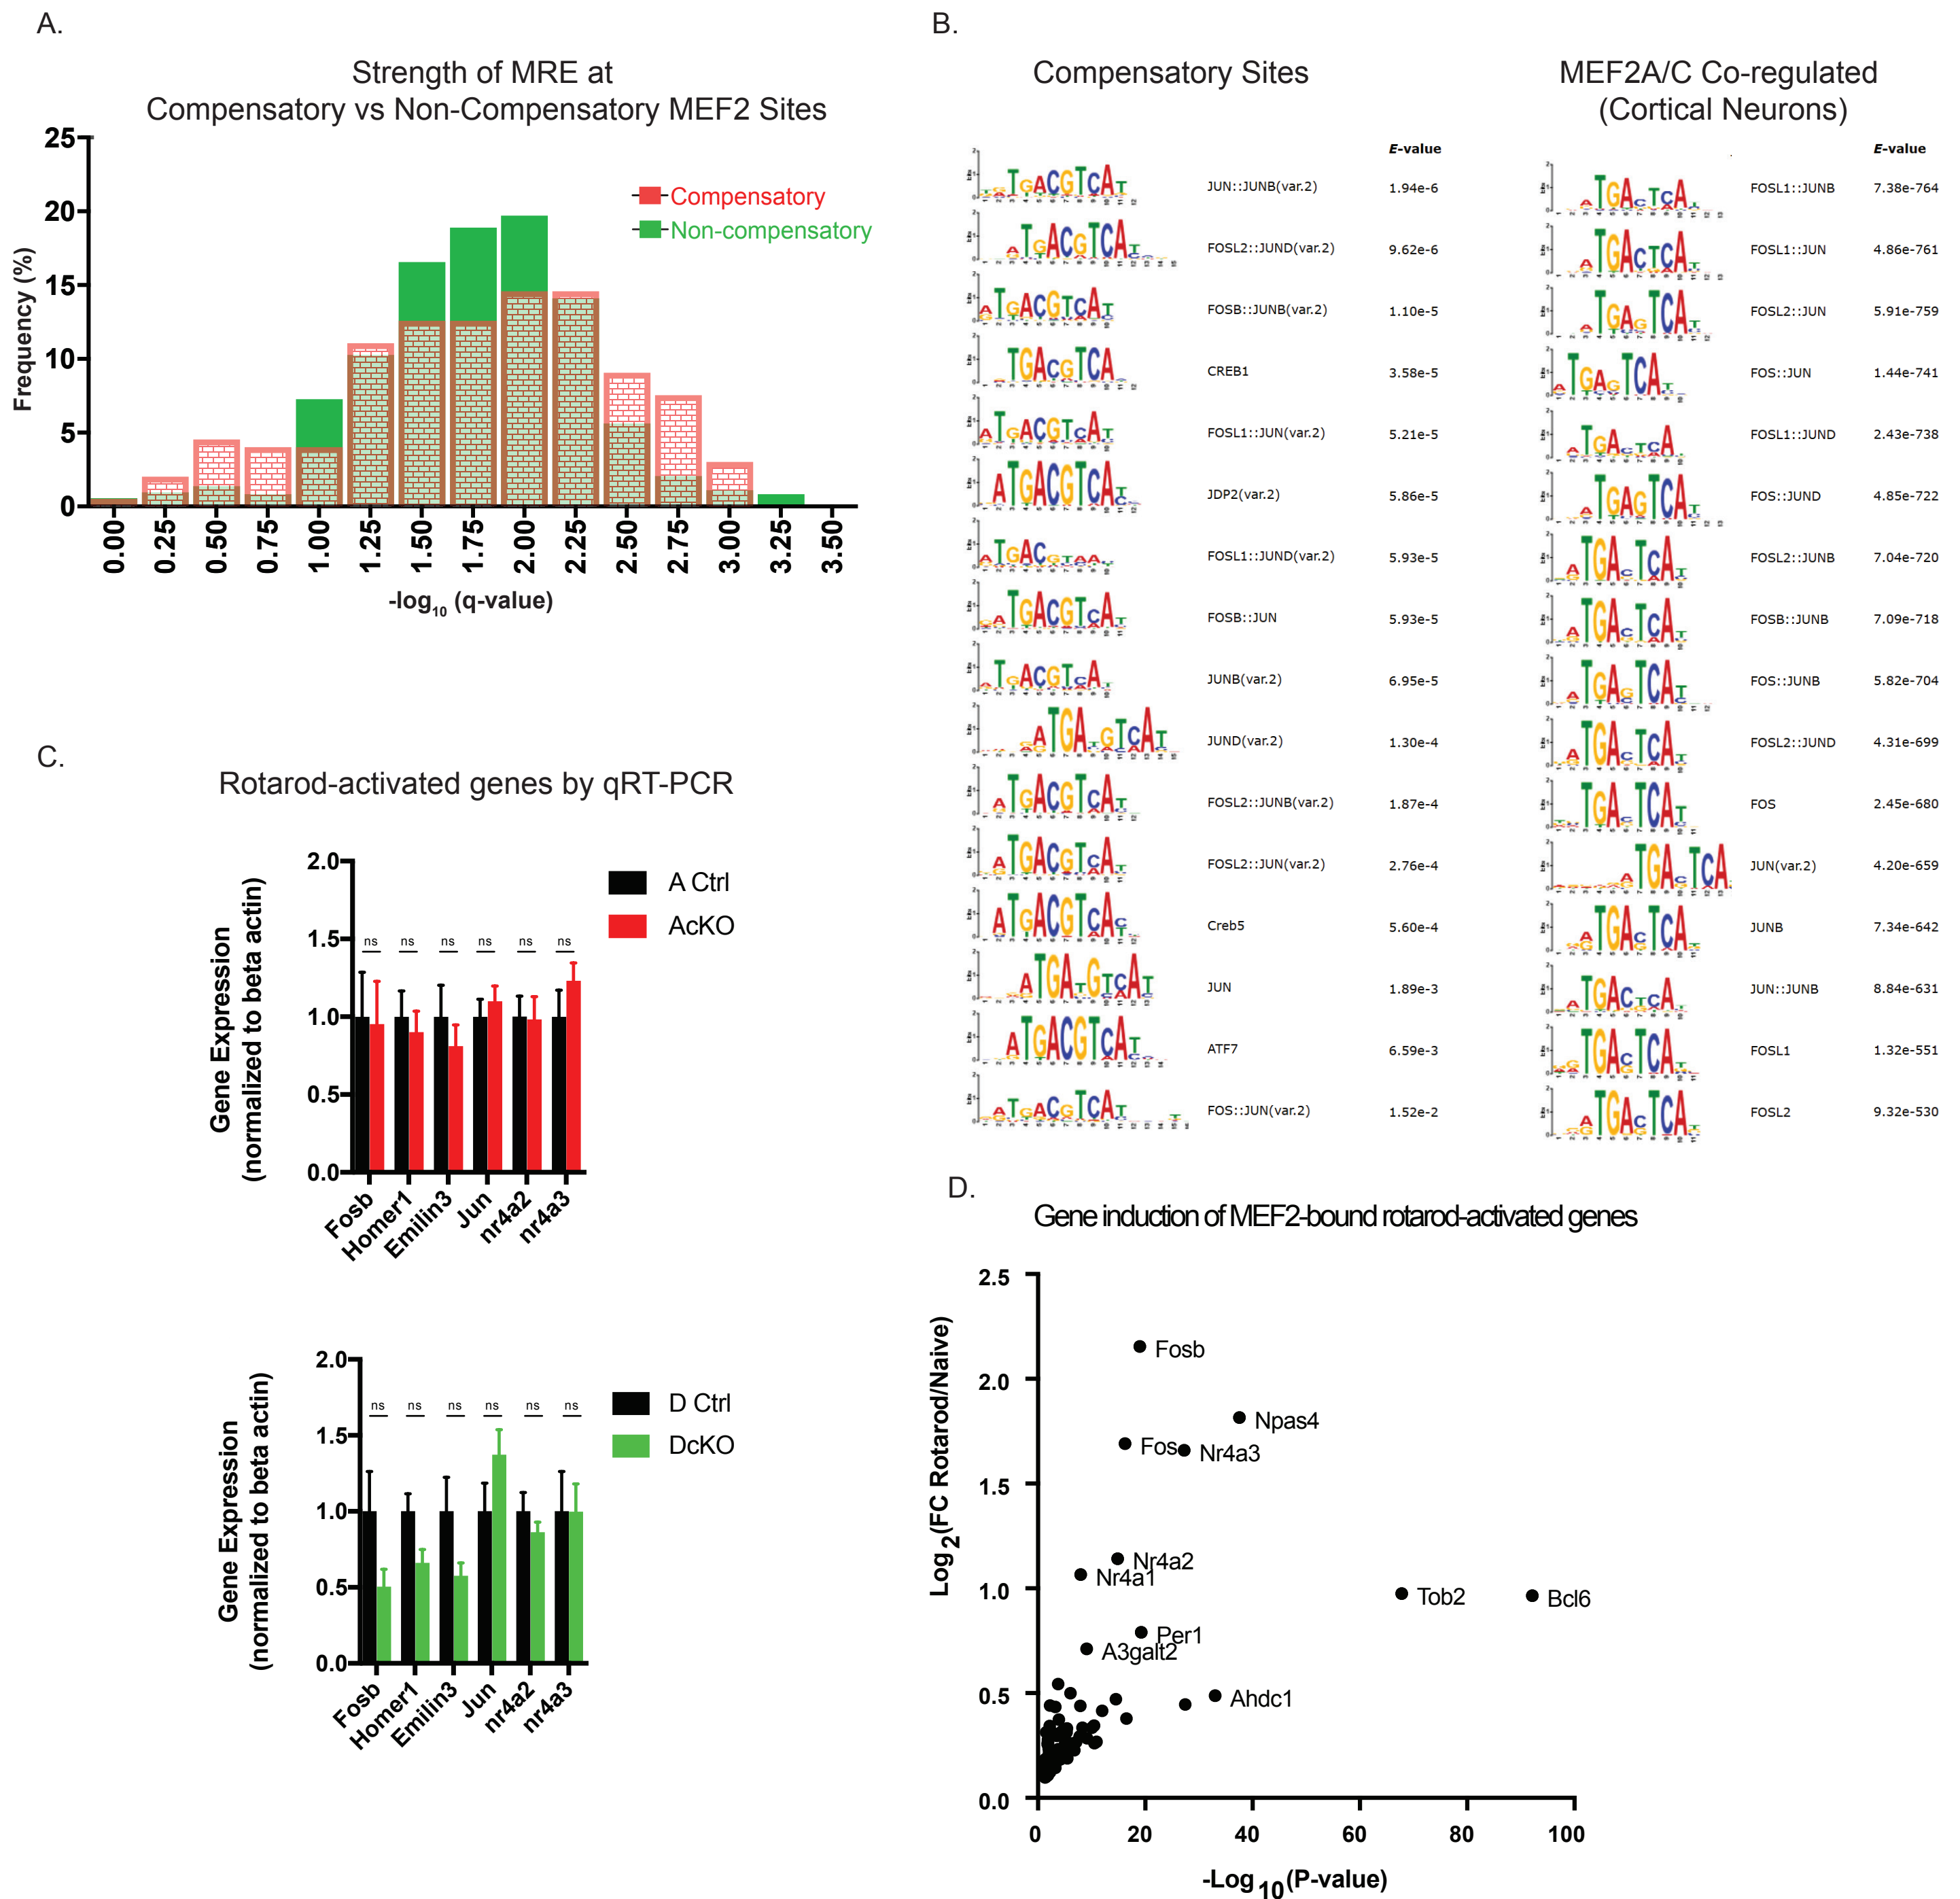 A.
Strength of MRE at
Compensatory vs Non-Compensatory MEF2 Sites
Compensatory
Non-compensatory
Frequency (%)
25
20
15
10
5
0
0.00 0.25 0.50 0.75 1.00 1.25 1.50 1.75 2.00 2.25 2.50 2.75 3.00 3.25 3.50
-log10 (q-value)
B.
Compensatory Sites
E-value
JUN::JUNB(var.2) 1.94e-6
FOSL2::JUND(var.2) 9.62e-6
FOSB::JUNB(var.2) 1.10e-5
CREB1 3.58e-5
FOSL1::JUN(var.2) 5.21e-5
JDP2(var.2) 5.86e-5
FOSL1::JUND(var.2) 5.93e-5
FOSB::JUN 5.93e-5
JUNB(var.2) 6.95e-5
JUND(var.2) 1.30e-4
FOSL2::JUNB(var.2) 1.87e-4
FOSL2::JUN(var.2) 2.76e-4
Creb5 5.60e-4
JUN 1.89e-3
ATF7 6.59e-3
FOS::JUN(var.2) 1.52e-2
MEF2A/C Co-regulated
(Cortical Neurons)
E-value
FOSL1::JUNB 7.38e-764
FOSL1::JUN 4.86e-761
FOSL2::JUN 5.91e-759
FOS::JUN 1.44e-741
FOSL1::JUND 2.43e-738
FOS::JUND 4.85e-722
FOSL2::JUNB 7.04e-720
FOSB::JUNB 7.09e-718
FOS::JUNB 5.82e-704
FOSL2::JUND 4.31e-699
FOS 2.45e-680
JUN(var.2) 4.20e-659
JUNB 7.34e-642
JUN::JUNB 8.84e-631
FOSL1 1.32e-551
FOSL2 9.32e-530
C.
Rotarod-activated genes by qRT-PCR
Gene Expression
(normalized to beta actin)
2.0
1.5
1.0
0.5
0.0
ns ns ns ns ns ns
A Ctrl
AcKO
Fosb Homer1 Emilin3 Jun nr4a2 nr4a3
Gene Expression
(normalized to beta actin)
2.0
1.5
1.0
0.5
0.0
ns ns ns ns ns ns
D Ctrl
DcKO
Fosb Homer1 Emilin3 Jun nr4a2 nr4a3
D.
Gene induction of MEF2-bound rotarod-activated genes
Log2(FC Rotarod/Naive)
2.5
2.0
1.5
1.0
0.5
0.0
Fosb
Npas4
Fos
Nr4a3
Nr4a2
Nr4a1
Tob2
Bcl6
Per1
A3galt2
Ahdc1
0 20 40 60 80 100
-Log10(P-value)